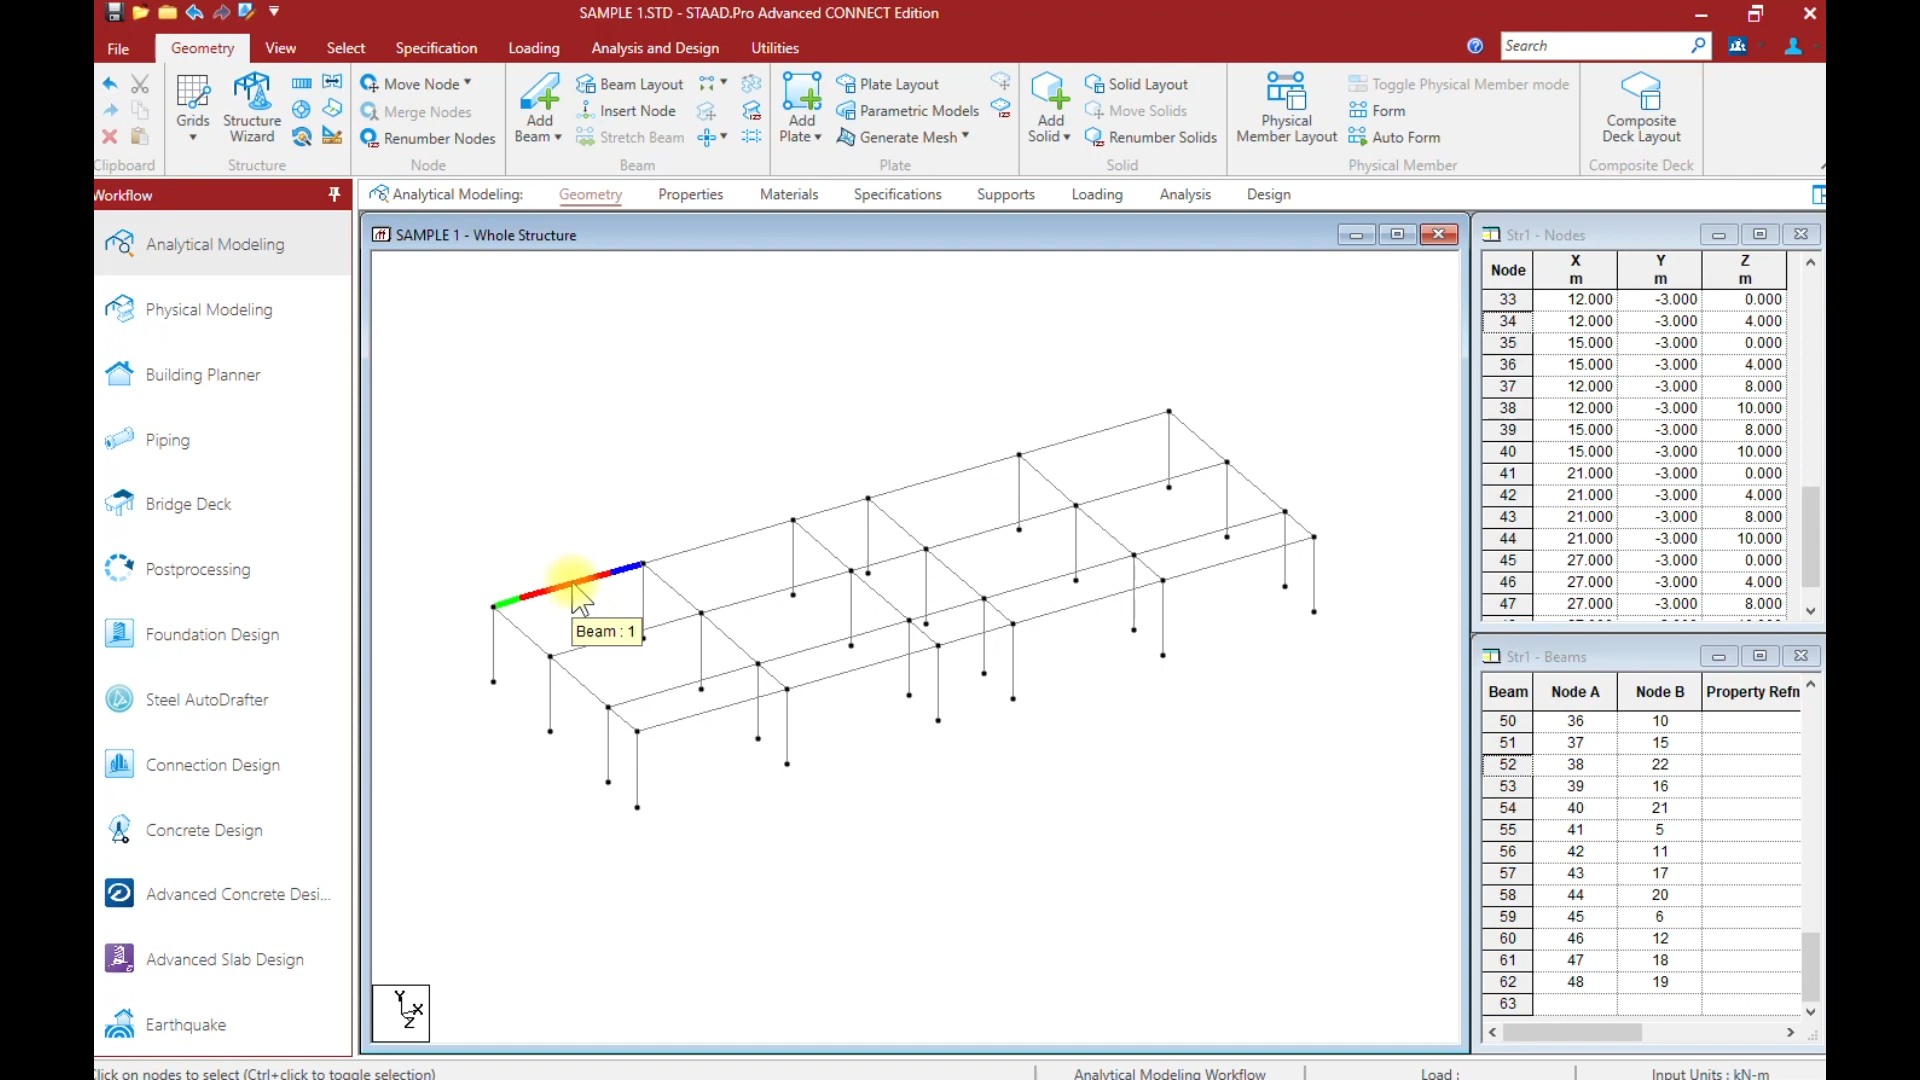 SAMPLE 1.STD - STAAD.Pro Advanced CONNECT Edition
File Geometry View Select Specification Loading Analysis and Design Utilities
Search
Grids
Structure Wizard
Structure
Clipboard
Move Node
Merge Nodes
Renumber Nodes
Node
Add Beam
Beam Layout
Insert Node
Stretch Beam
Beam
Add Plate
Plate Layout
Parametric Models
Generate Mesh
Plate
Add Solid
Solid Layout
Move Solids
Renumber Solids
Solid
Physical Member Layout
Toggle Physical Member mode
Form
Auto Form
Physical Member
Composite Deck Layout
Composite Deck
Workflow
Analytical Modeling: Geometry Properties Materials Specifications Supports Loading Analysis Design
Analytical Modeling
Physical Modeling
Building Planner
Piping
Bridge Deck
Postprocessing
Foundation Design
Steel AutoDrafter
Connection Design
Concrete Design
Advanced Concrete Desi...
Advanced Slab Design
Earthquake
SAMPLE 1 - Whole Structure
Beam : 1
Y
X
Z
Str1 - Nodes
Node X m Y m Z m
33 12.000 -3.000 0.000
34 12.000 -3.000 4.000
35 15.000 -3.000 0.000
36 15.000 -3.000 4.000
37 12.000 -3.000 8.000
38 12.000 -3.000 10.000
39 15.000 -3.000 8.000
40 15.000 -3.000 10.000
41 21.000 -3.000 0.000
42 21.000 -3.000 4.000
43 21.000 -3.000 8.000
44 21.000 -3.000 10.000
45 27.000 -3.000 0.000
46 27.000 -3.000 4.000
47 27.000 -3.000 8.000
Str1 - Beams
Beam Node A Node B Property Refn
50 36 10
51 37 15
52 38 22
53 39 16
54 40 21
55 41 5
56 42 11
57 43 17
58 44 20
59 45 6
60 46 12
61 47 18
62 48 19
63
Click on nodes to select (Ctrl+click to toggle selection)
Analytical Modeling Workflow
Load :
Input Units : kN-m